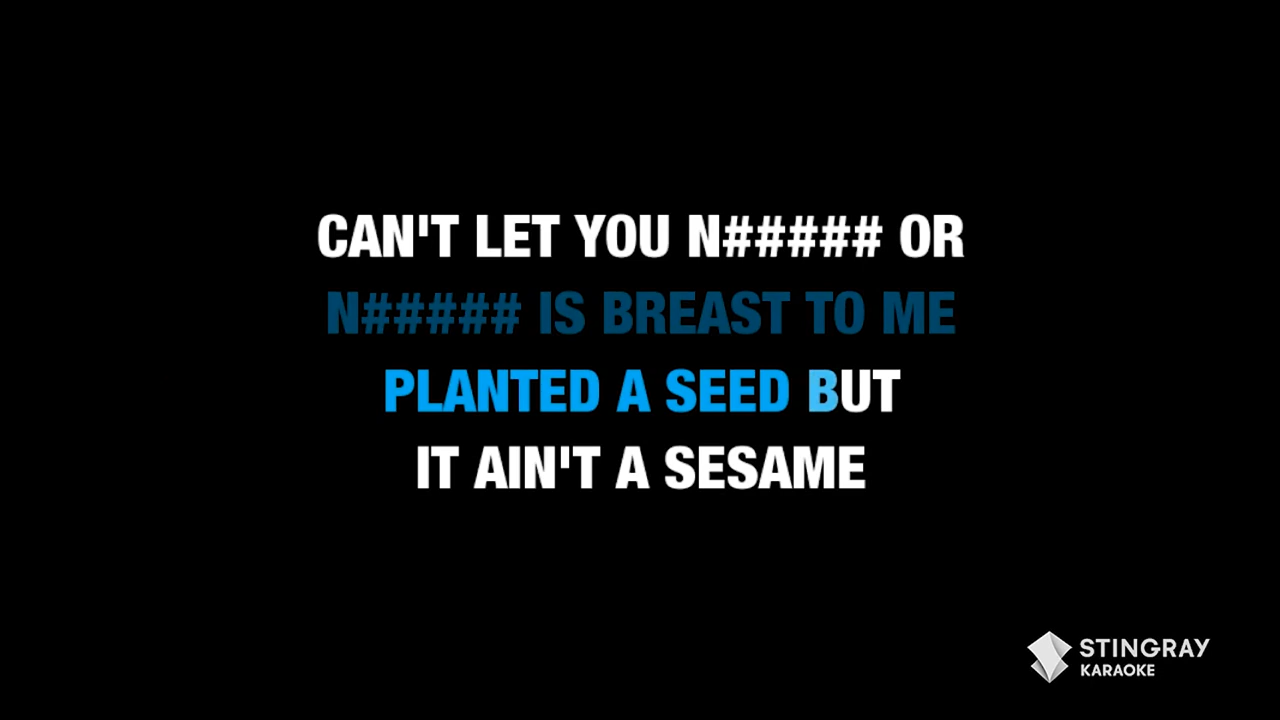 CAN'T LET YOU N##### OR
N##### IS BREAST TO ME
PLANTED A SEED BUT
IT AIN'T A SESAME
STINGRAY
KARAOKE